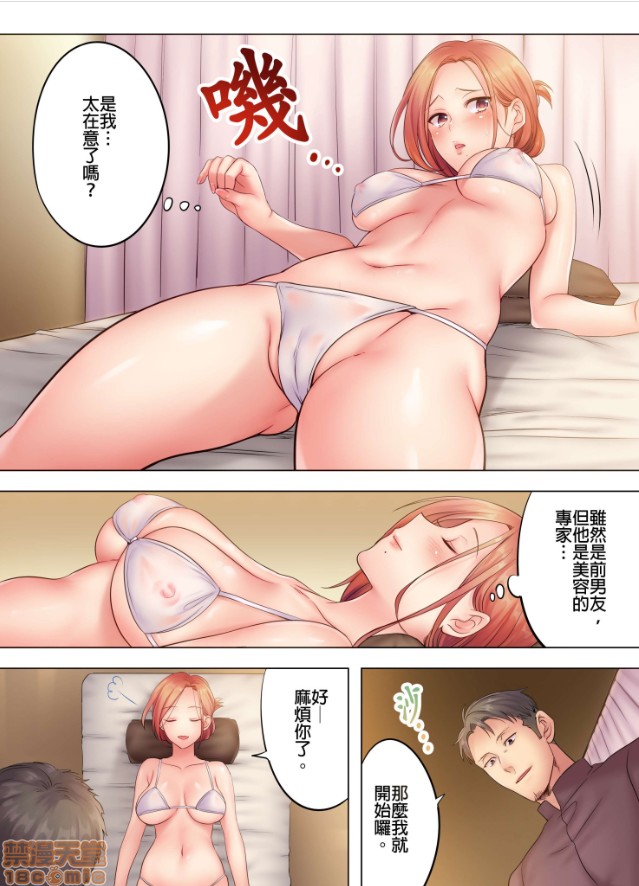 噗
…
是我…
太在意了嗎？
…
雖然是前男友，
但他是美容的
專家…
沙…
那麼我就
開始囉。
好─
麻煩你了。
禁漫天堂
18comic